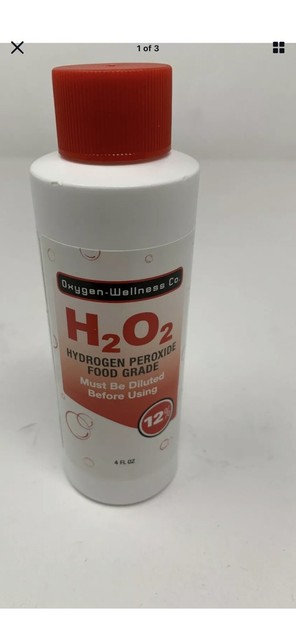 1 of 3
Oxygen-Wellness Co.
H2O2
HYDROGEN PEROXIDE
FOOD GRADE
Must Be Diluted
Before Using
12%
4 FL OZ